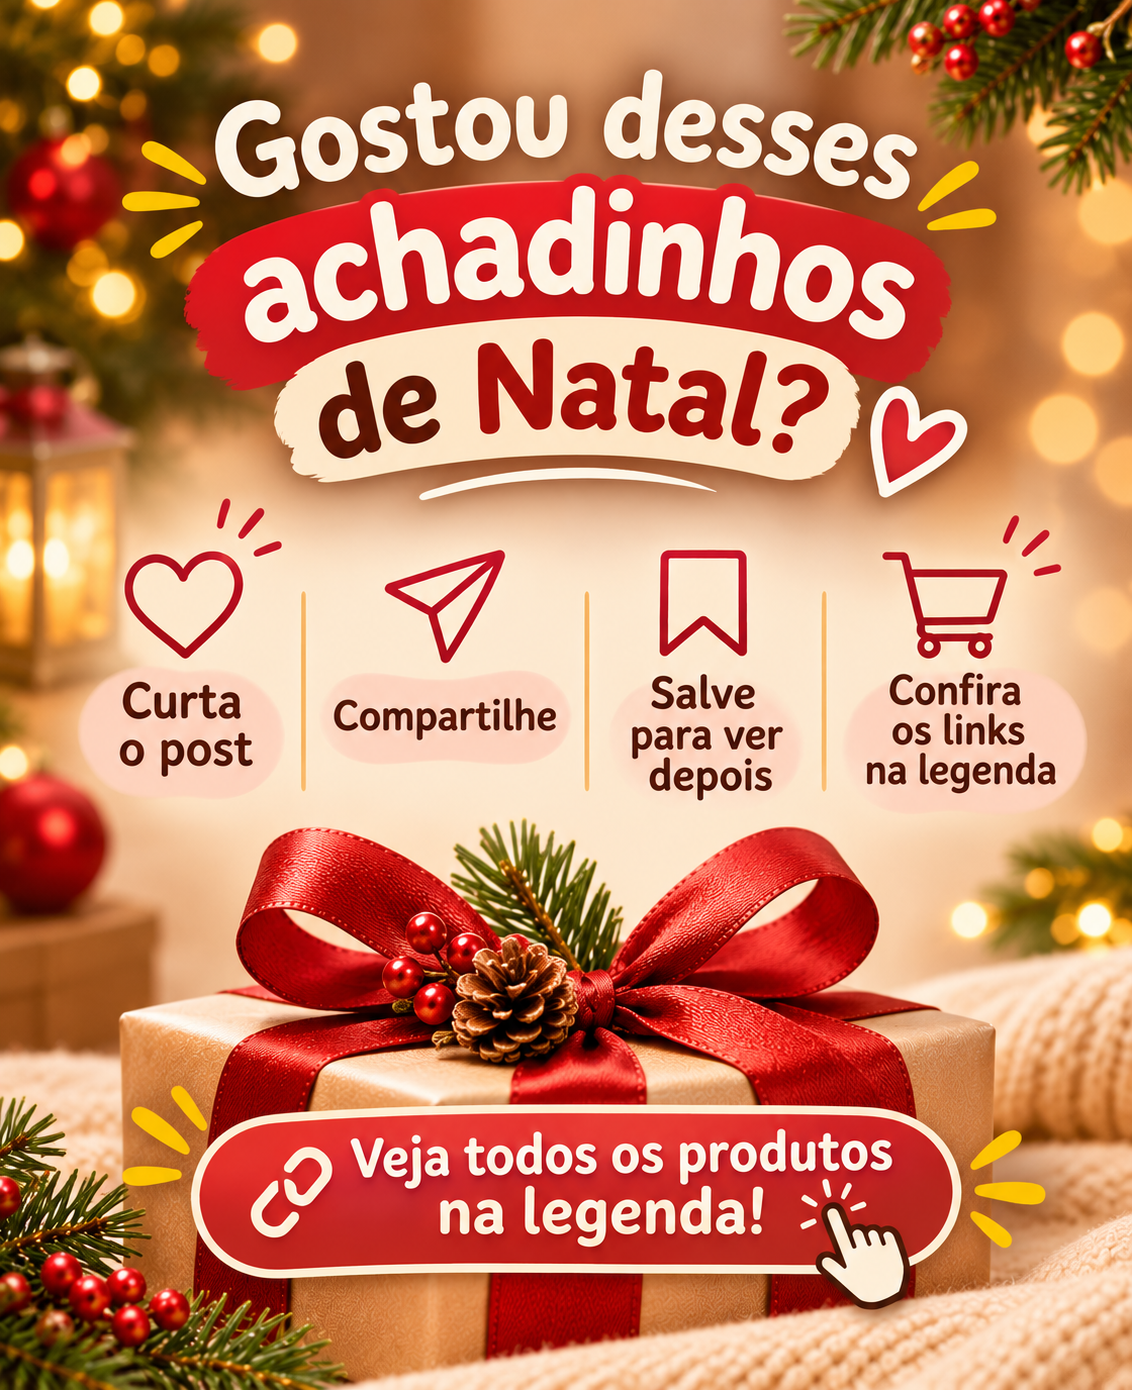 Gostou desses
achadinhos
de Natal?
Curta
o post
Compartilhe
Salve
para ver
depois
Confira
os links
na legenda
Veja todos os produtos
na legenda!